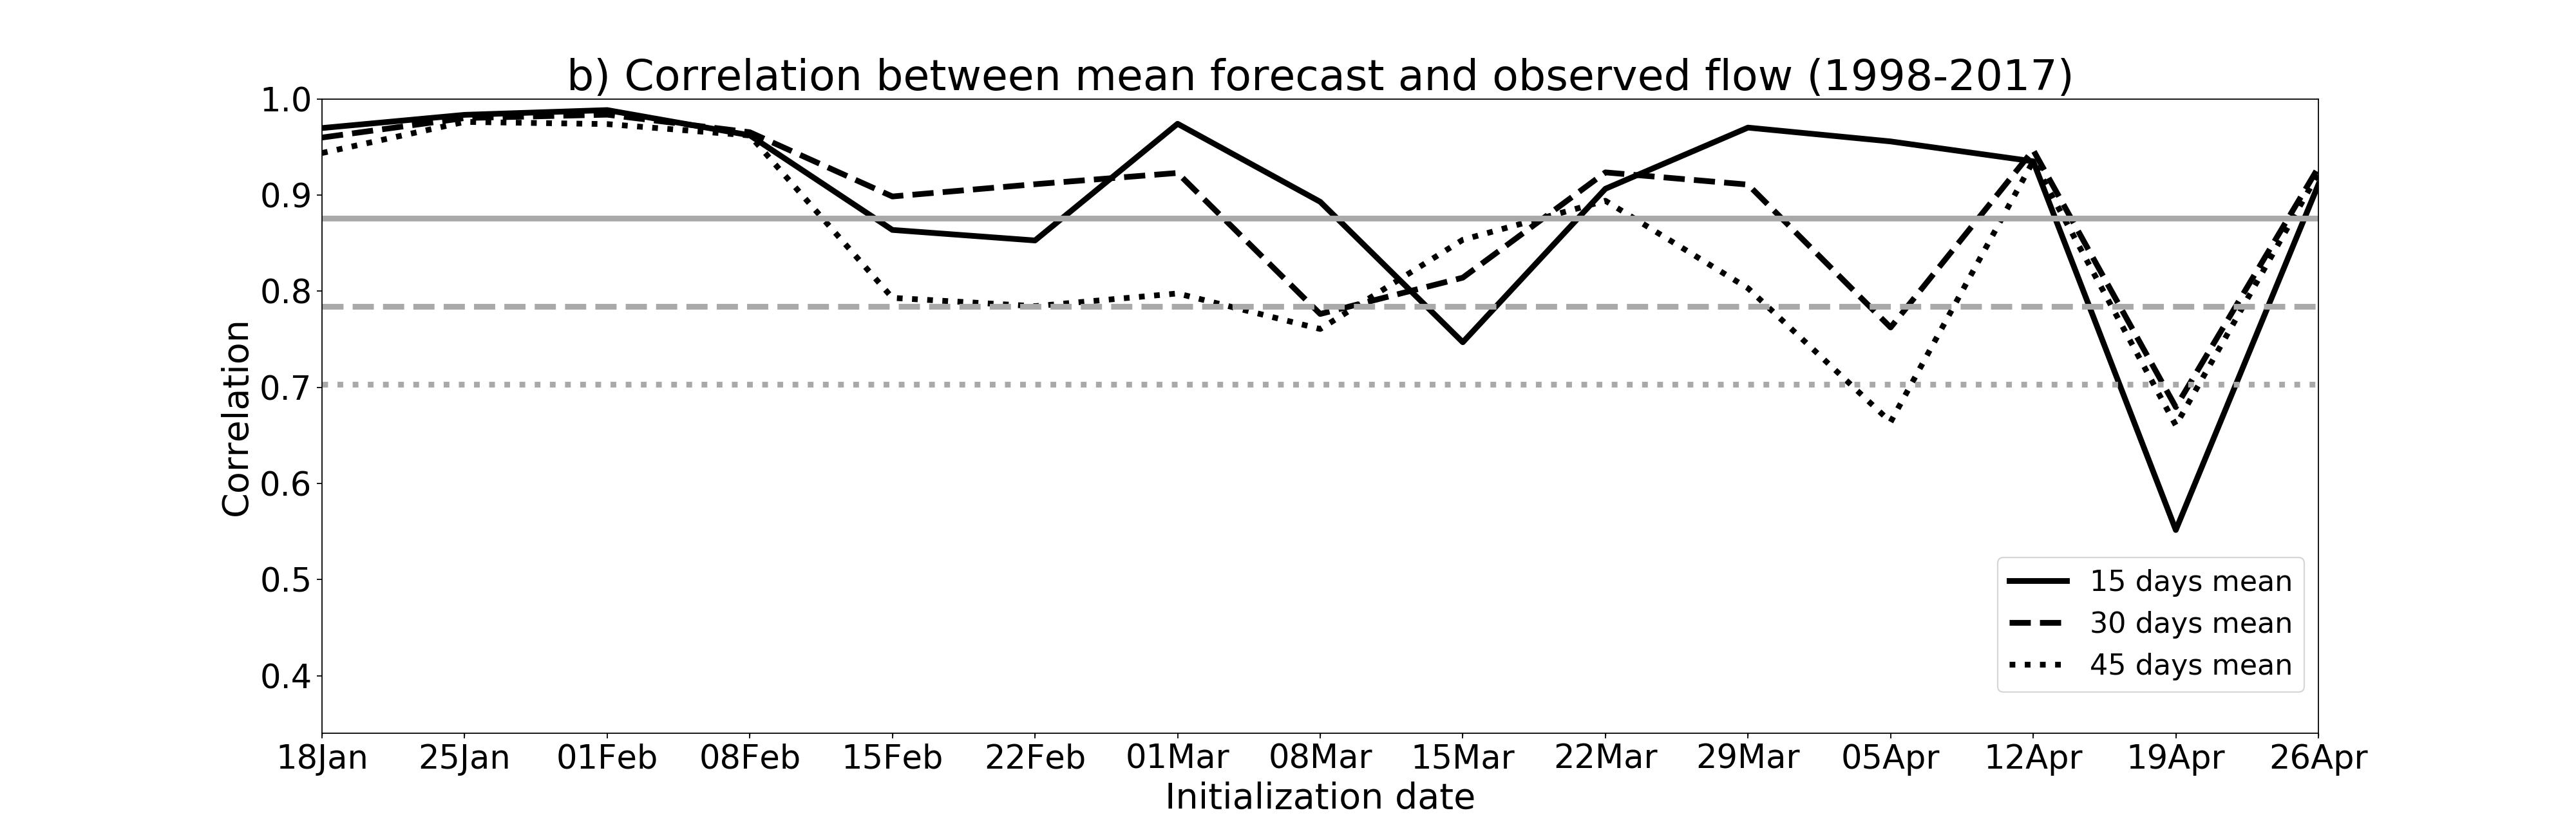 b) Correlation between mean forecast and observed flow (1998-2017)
1.0
0.9
0.8
0.7
0.6
0.5
0.4
Correlation
15 days mean
30 days mean
45 days mean
18Jan 25Jan 01Feb 08Feb 15Feb 22Feb 01Mar 08Mar 15Mar 22Mar 29Mar 05Apr 12Apr 19Apr 26Apr
Initialization date